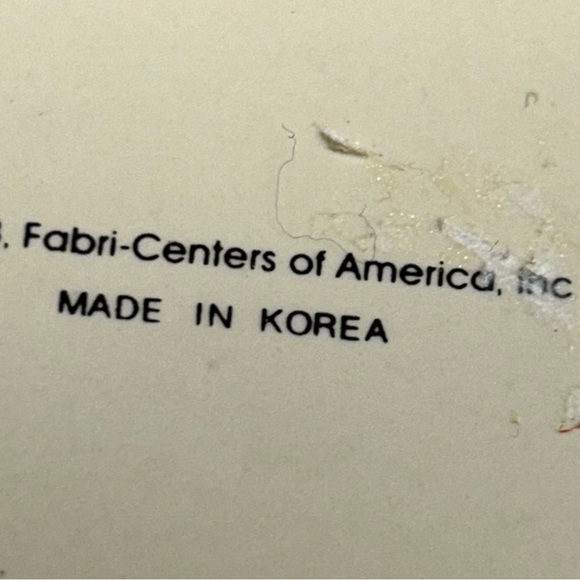 . Fabri-Centers of America, Inc
MADE IN KOREA